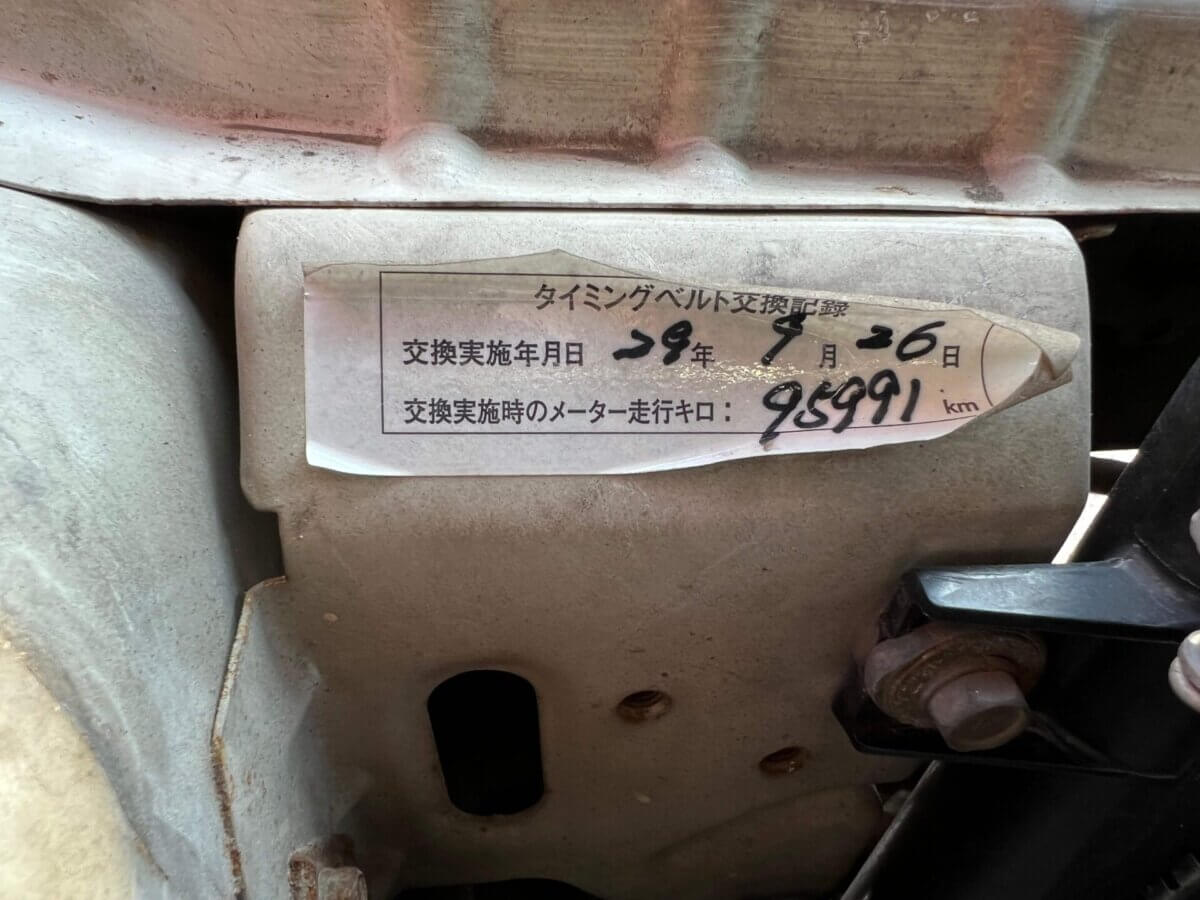 タイミングベルト交換記録
交換実施年月日 29年 9月 26日
交換実施時のメーター走行キロ： 95991 km